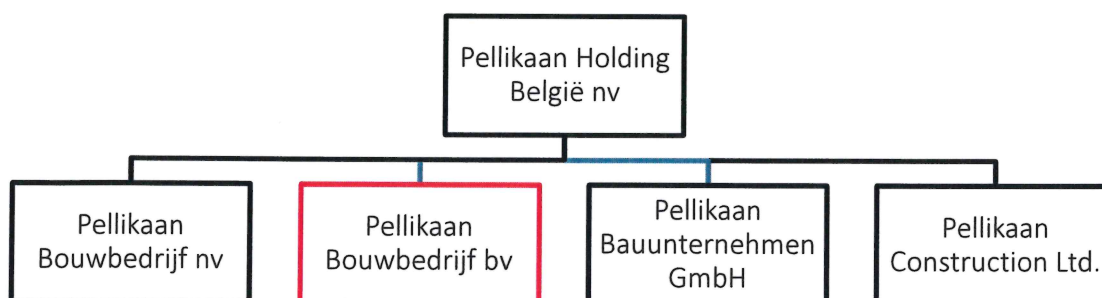 Pellikaan Holding
België nv
Pellikaan
Bouwbedrijf nv
Pellikaan
Bouwbedrijf bv
Pellikaan
Bauunternehmen
GmbH
Pellikaan
Construction Ltd.